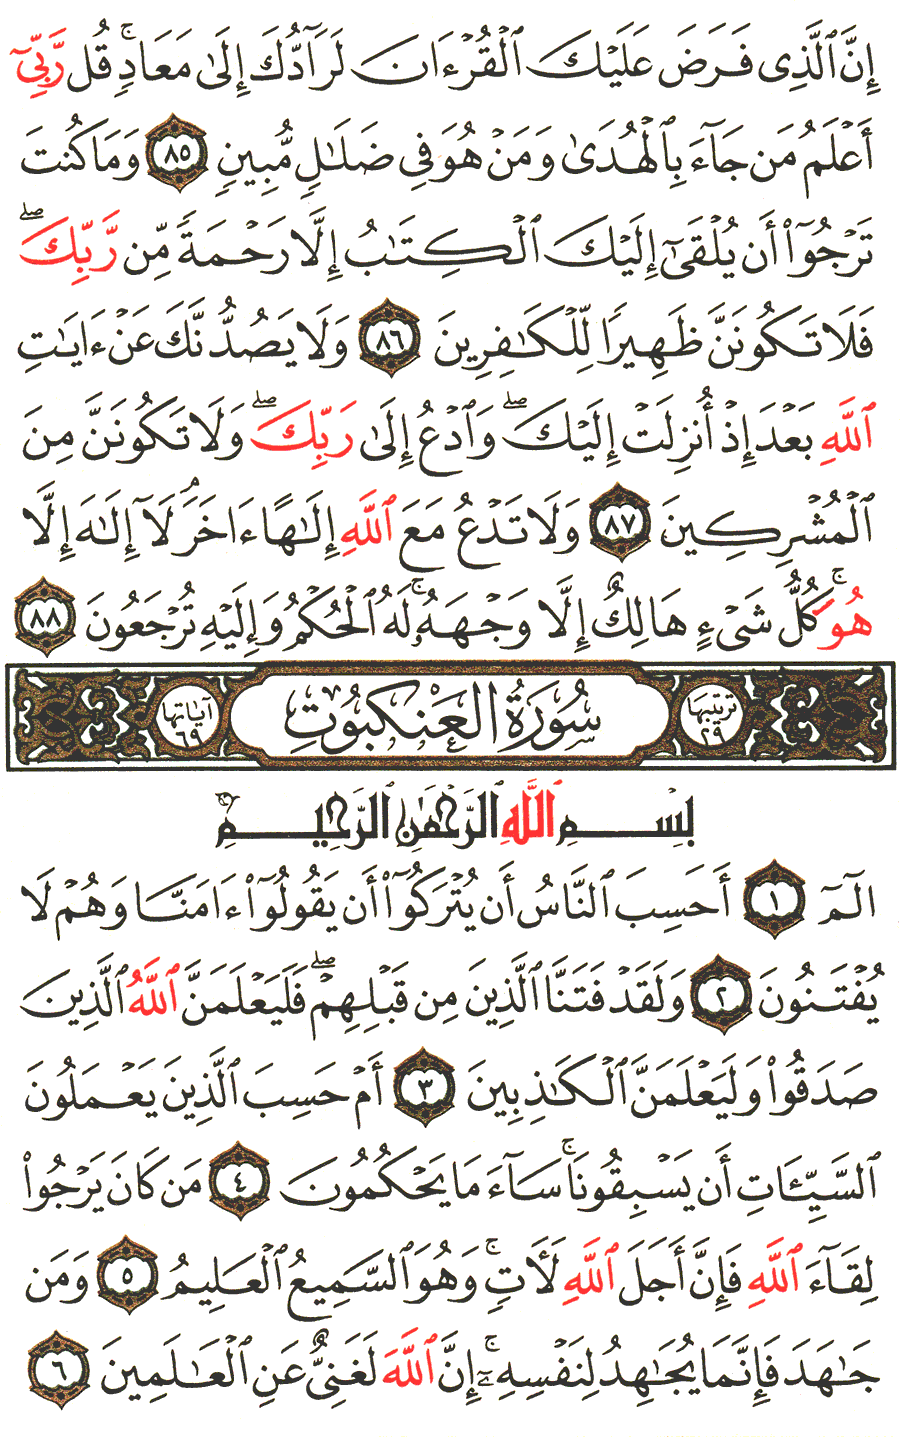 إِنَّ ٱلَّذِى فَرَضَ عَلَيْكَ ٱلْقُرْءَانَ لَرَآدُّكَ إِلَىٰ مَعَادٍۚ قُل رَّبِّىٓ
أَعْلَمُ مَن جَآءَ بِٱلْهُدَىٰ وَمَنْ هُوَ فِى ضَلَـٰلٍ مُّبِينٍ ٨٥ وَمَا كُنتَ
تَرْجُوٓا۟ أَن يُلْقَىٰٓ إِلَيْكَ ٱلْكِتَـٰبُ إِلَّا رَحْمَةً مِّن رَّبِّكَۖ
فَلَا تَكُونَنَّ ظَهِيرًا لِّلْكَـٰفِرِينَ ٨٦ وَلَا يَصُدُّنَّكَ عَنْ ءَايَـٰتِ
ٱللَّهِ بَعْدَ إِذْ أُنزِلَتْ إِلَيْكَۖ وَٱدْعُ إِلَىٰ رَبِّكَۖ وَلَا تَكُونَنَّ مِنَ
ٱلْمُشْرِكِينَ ٨٧ وَلَا تَدْعُ مَعَ ٱللَّهِ إِلَـٰهًا ءَاخَرَۘ لَآ إِلَـٰهَ إِلَّا
هُوَۚ كُلُّ شَىْءٍ هَالِكٌ إِلَّا وَجْهَهُۥۚ لَهُ ٱلْحُكْمُ وَإِلَيْهِ تُرْجَعُونَ ٨٨
ترتيبها ٢٩ سُورَةُ العَنْكَبُوتِ آياتها ٦٩
بِسْمِ ٱللَّهِ ٱلرَّحْمَـٰنِ ٱلرَّحِيمِ
الٓمٓ ١ أَحَسِبَ ٱلنَّاسُ أَن يُتْرَكُوٓا۟ أَن يَقُولُوٓا۟ ءَامَنَّا وَهُمْ لَا
يُفْتَنُونَ ٢ وَلَقَدْ فَتَنَّا ٱلَّذِينَ مِن قَبْلِهِمْۖ فَلَيَعْلَمَنَّ ٱللَّهُ ٱلَّذِينَ
صَدَقُوا۟ وَلَيَعْلَمَنَّ ٱلْكَـٰذِبِينَ ٣ أَمْ حَسِبَ ٱلَّذِينَ يَعْمَلُونَ
ٱلسَّيِّـَٔاتِ أَن يَسْبِقُونَاۚ سَآءَ مَا يَحْكُمُونَ ٤ مَن كَانَ يَرْجُوا۟
لِقَآءَ ٱللَّهِ فَإِنَّ أَجَلَ ٱللَّهِ لَـَٔاتٍۚ وَهُوَ ٱلسَّمِيعُ ٱلْعَلِيمُ ٥ وَمَن
جَـٰهَدَ فَإِنَّمَا يُجَـٰهِدُ لِنَفْسِهِۦٓۚ إِنَّ ٱللَّهَ لَغَنِىٌّ عَنِ ٱلْعَـٰلَمِينَ ٦